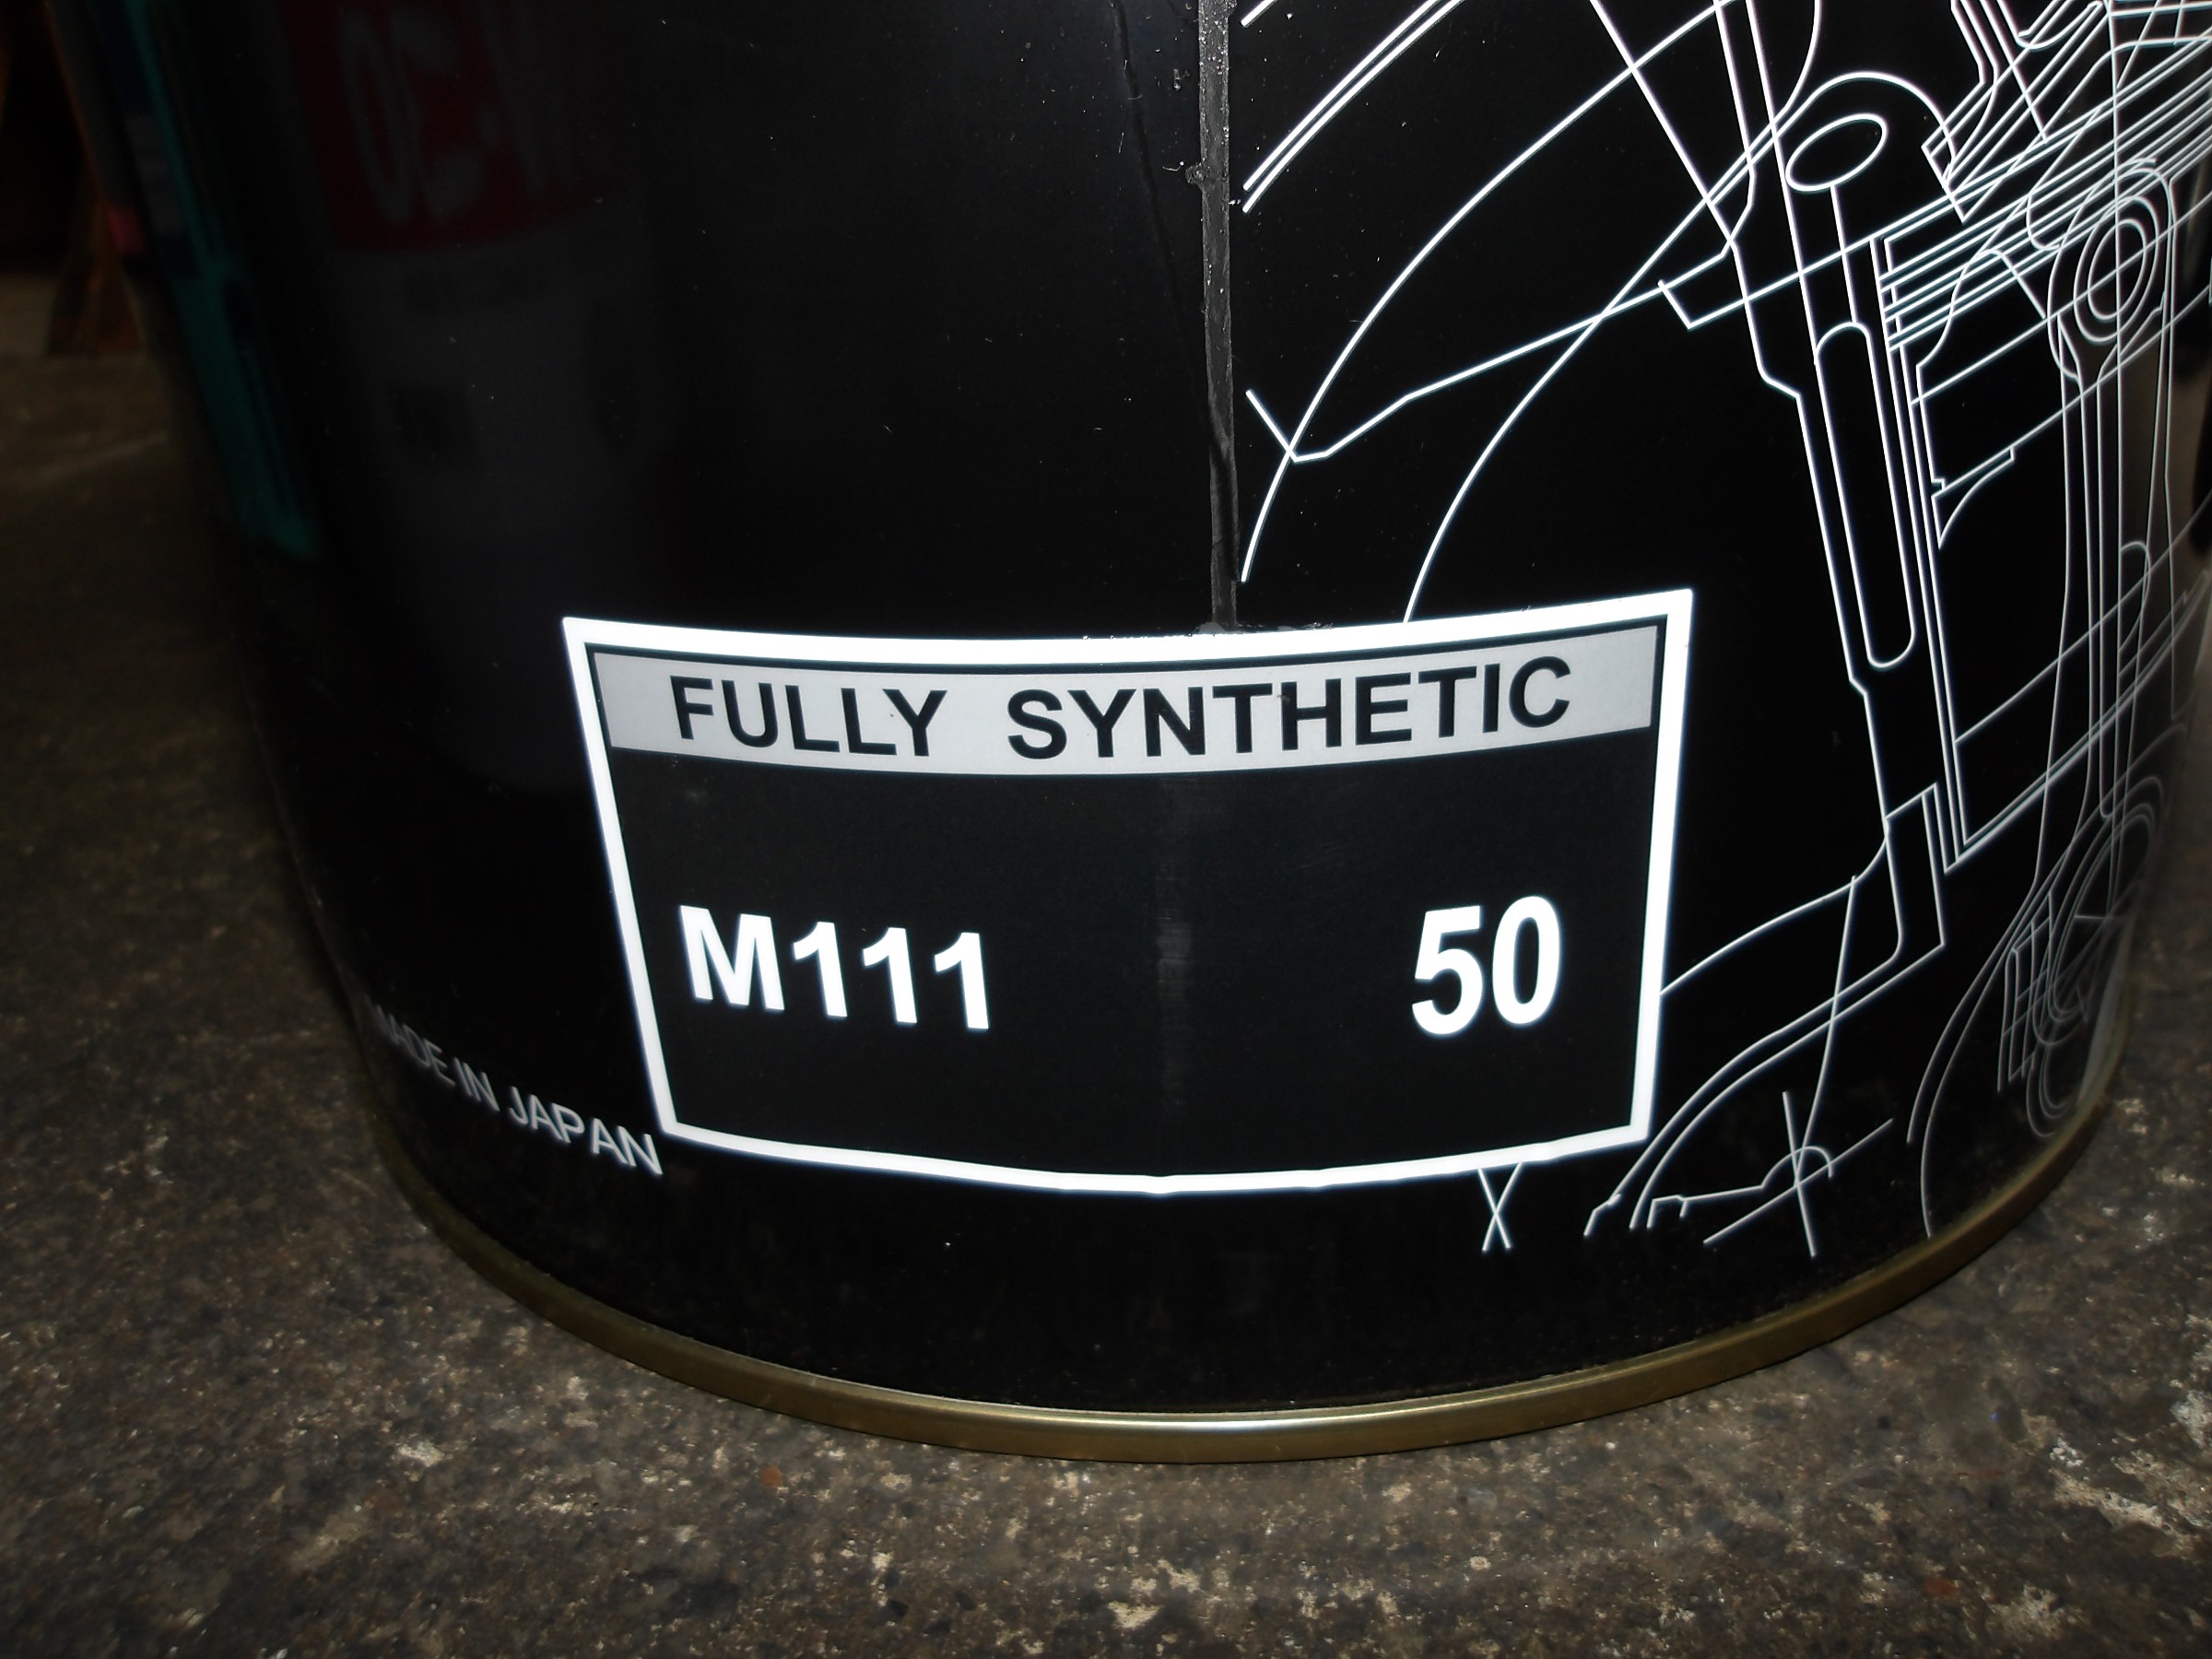 FULLY SYNTHETIC
M111 50
MADE IN JAPAN